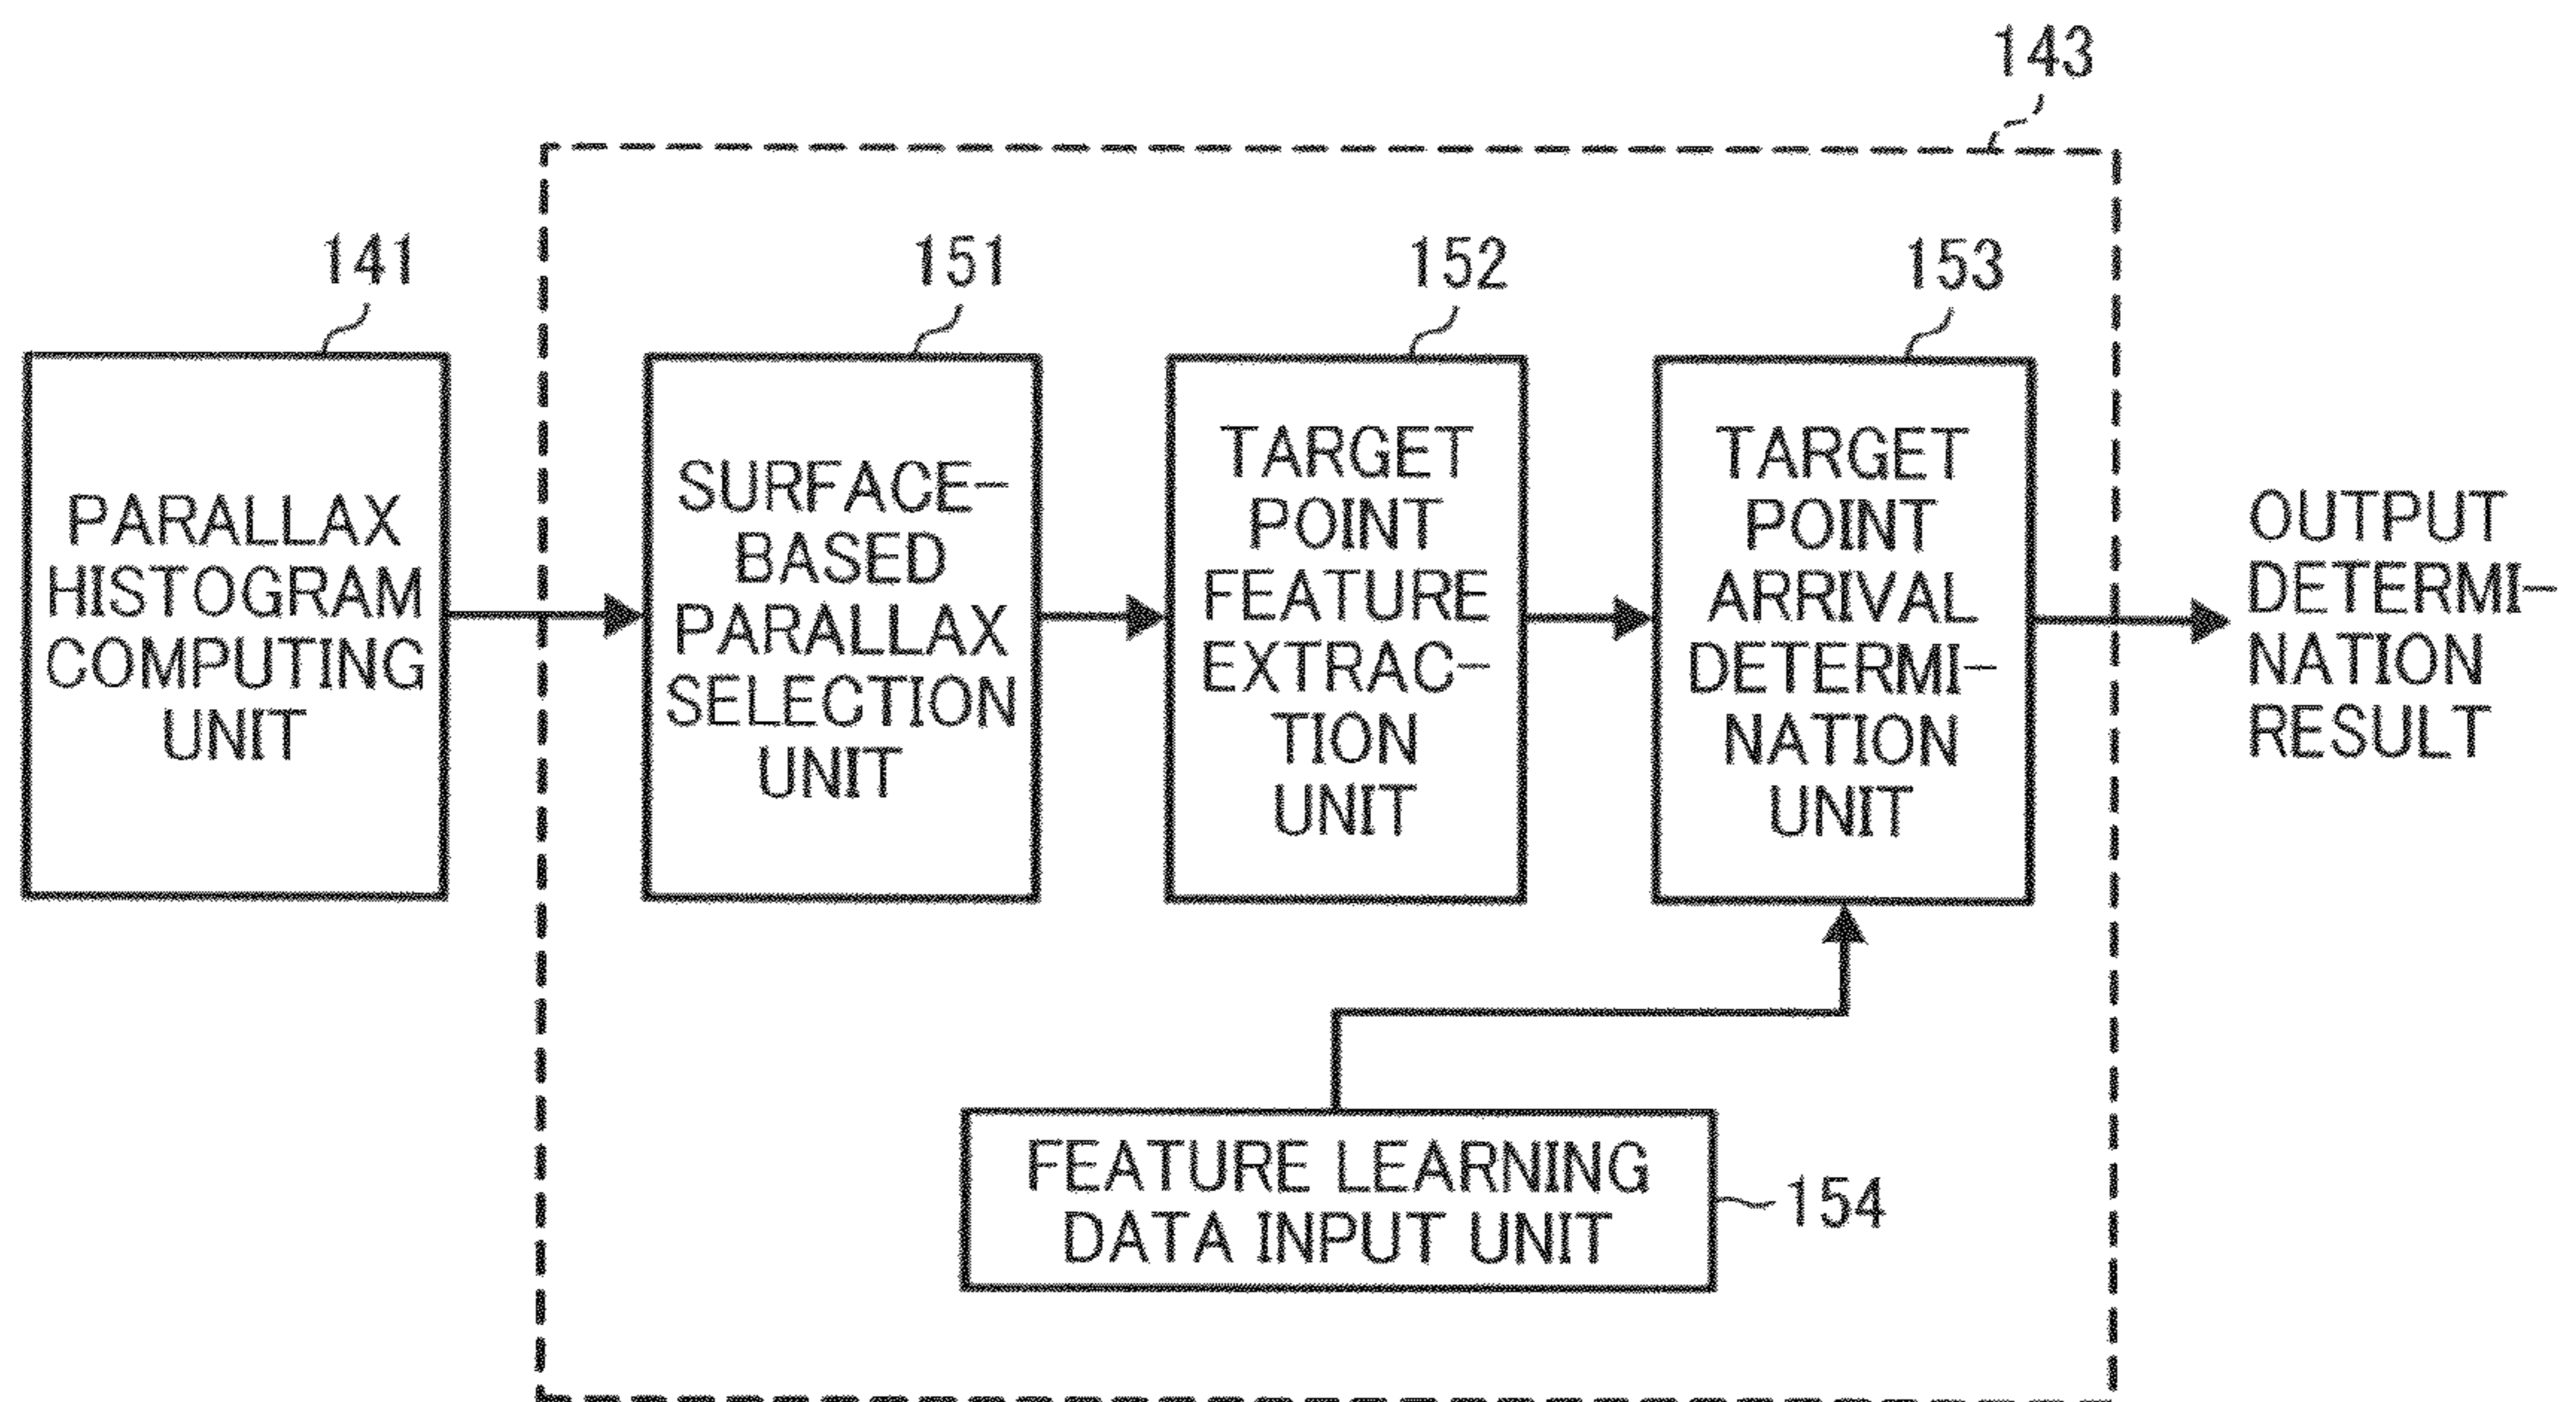 143
141
151
152
153
PARALLAX
HISTOGRAM
COMPUTING
UNIT
SURFACE-
BASED
PARALLAX
SELECTION
UNIT
TARGET
POINT
FEATURE
EXTRAC-
TION
UNIT
TARGET
POINT
ARRIVAL
DETERMI-
NATION
UNIT
OUTPUT
DETERMI-
NATION
RESULT
FEATURE LEARNING
DATA INPUT UNIT
154